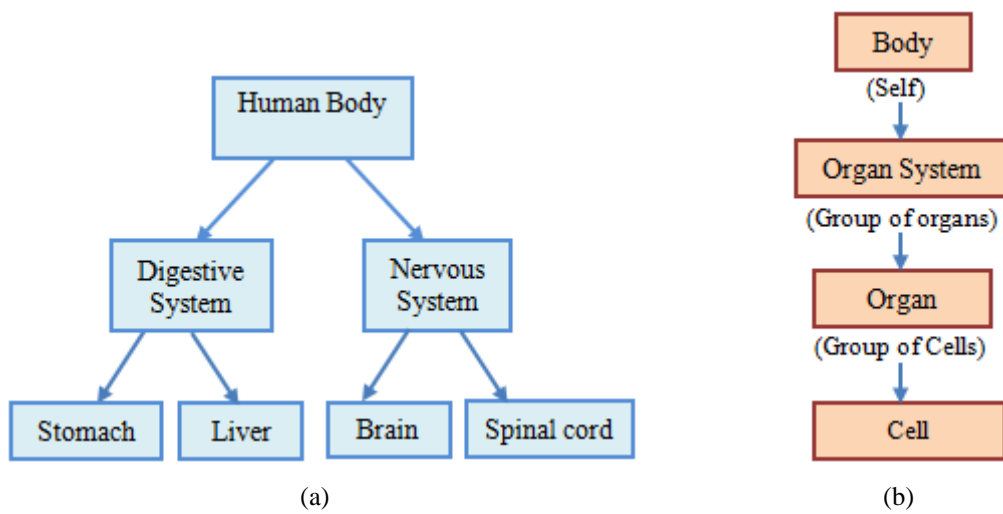 Human Body
Digestive
System
Nervous
System
Stomach
Liver
Brain
Spinal cord
(a)
Body
(Self)
Organ System
(Group of organs)
Organ
(Group of Cells)
Cell
(b)